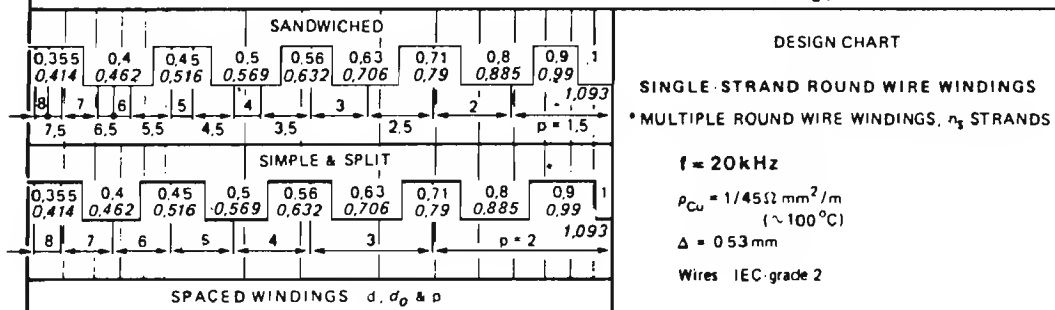 SANDWICHED
0,355 0,4 0,45 0,5 0,56 0,63 0,71 0,8 0,9 1
0,414 0,462 0,516 0,569 0,632 0,706 0,79 0,885 0,99
1,093
8 7 6 5 4 3 2
7,5 6,5 5,5 4,5 3,5 2,5 p = 1,5
SIMPLE & SPLIT
0,355 0,4 0,45 0,5 0,56 0,63 0,71 0,8 0,9 1
0,414 0,462 0,516 0,569 0,632 0,706 0,79 0,885 0,99
1,093
8 7 6 5 4 3 p = 2
SPACED WINDINGS d, d₀ & p
DESIGN CHART
SINGLE-STRAND ROUND WIRE WINDINGS
* MULTIPLE ROUND WIRE WINDINGS, nₛ STRANDS
f = 20kHz
ρCu = 1/45Ω mm²/m
(~100°C)
Δ = 0 53 mm
Wires IEC-grade 2